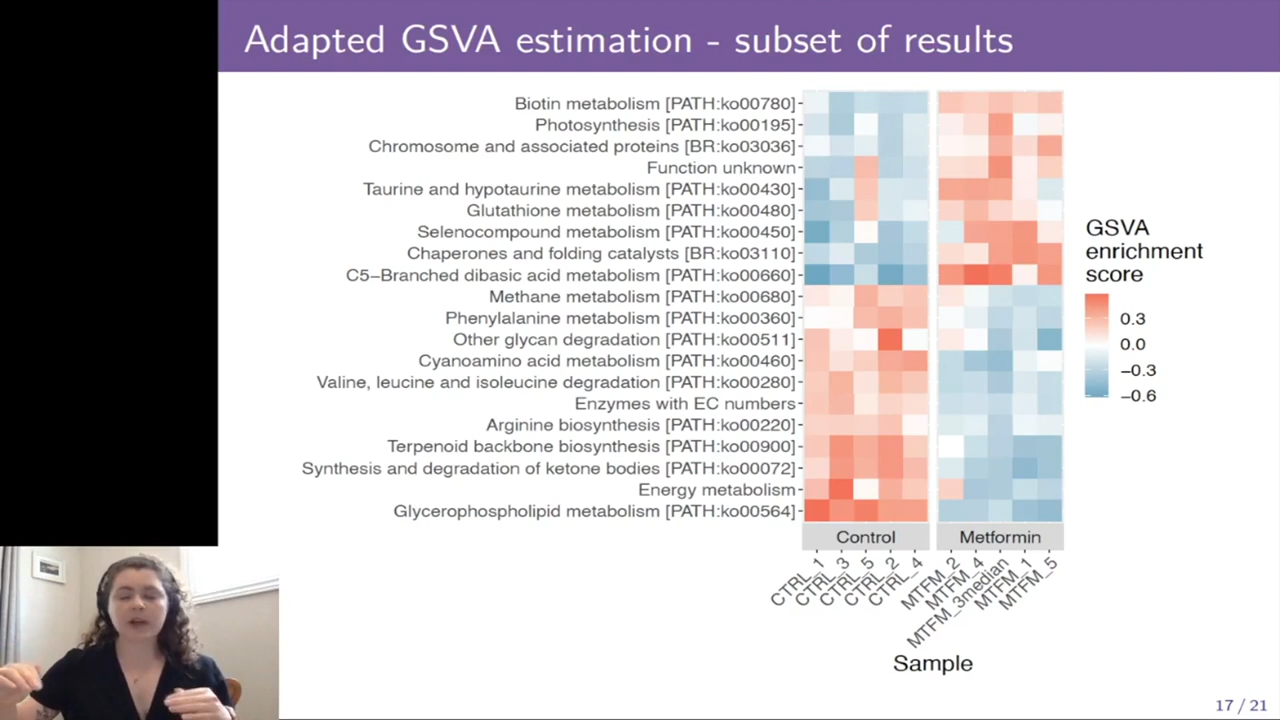 Adapted GSVA estimation - subset of results
Biotin metabolism [PATH:ko00780]
Photosynthesis [PATH:ko00195]
Chromosome and associated proteins [BR:ko03036]
Function unknown
Taurine and hypotaurine metabolism [PATH:ko00430]
Glutathione metabolism [PATH:ko00480]
Selenocompound metabolism [PATH:ko00450]
Chaperones and folding catalysts [BR:ko03110]
C5−Branched dibasic acid metabolism [PATH:ko00660]
Methane metabolism [PATH:ko00680]
Phenylalanine metabolism [PATH:ko00360]
Other glycan degradation [PATH:ko00511]
Cyanoamino acid metabolism [PATH:ko00460]
Valine, leucine and isoleucine degradation [PATH:ko00280]
Enzymes with EC numbers
Arginine biosynthesis [PATH:ko00220]
Terpenoid backbone biosynthesis [PATH:ko00900]
Synthesis and degradation of ketone bodies [PATH:ko00072]
Energy metabolism
Glycerophospholipid metabolism [PATH:ko00564]
Control
Metformin
CTRL_1
CTRL_3
CTRL_5
CTRL_2
CTRL_4
MTFM_2
MTFM_4
MTFM_3median
MTFM_1
MTFM_5
Sample
GSVA
enrichment
score
0.3
0.0
−0.3
−0.6
17 / 21